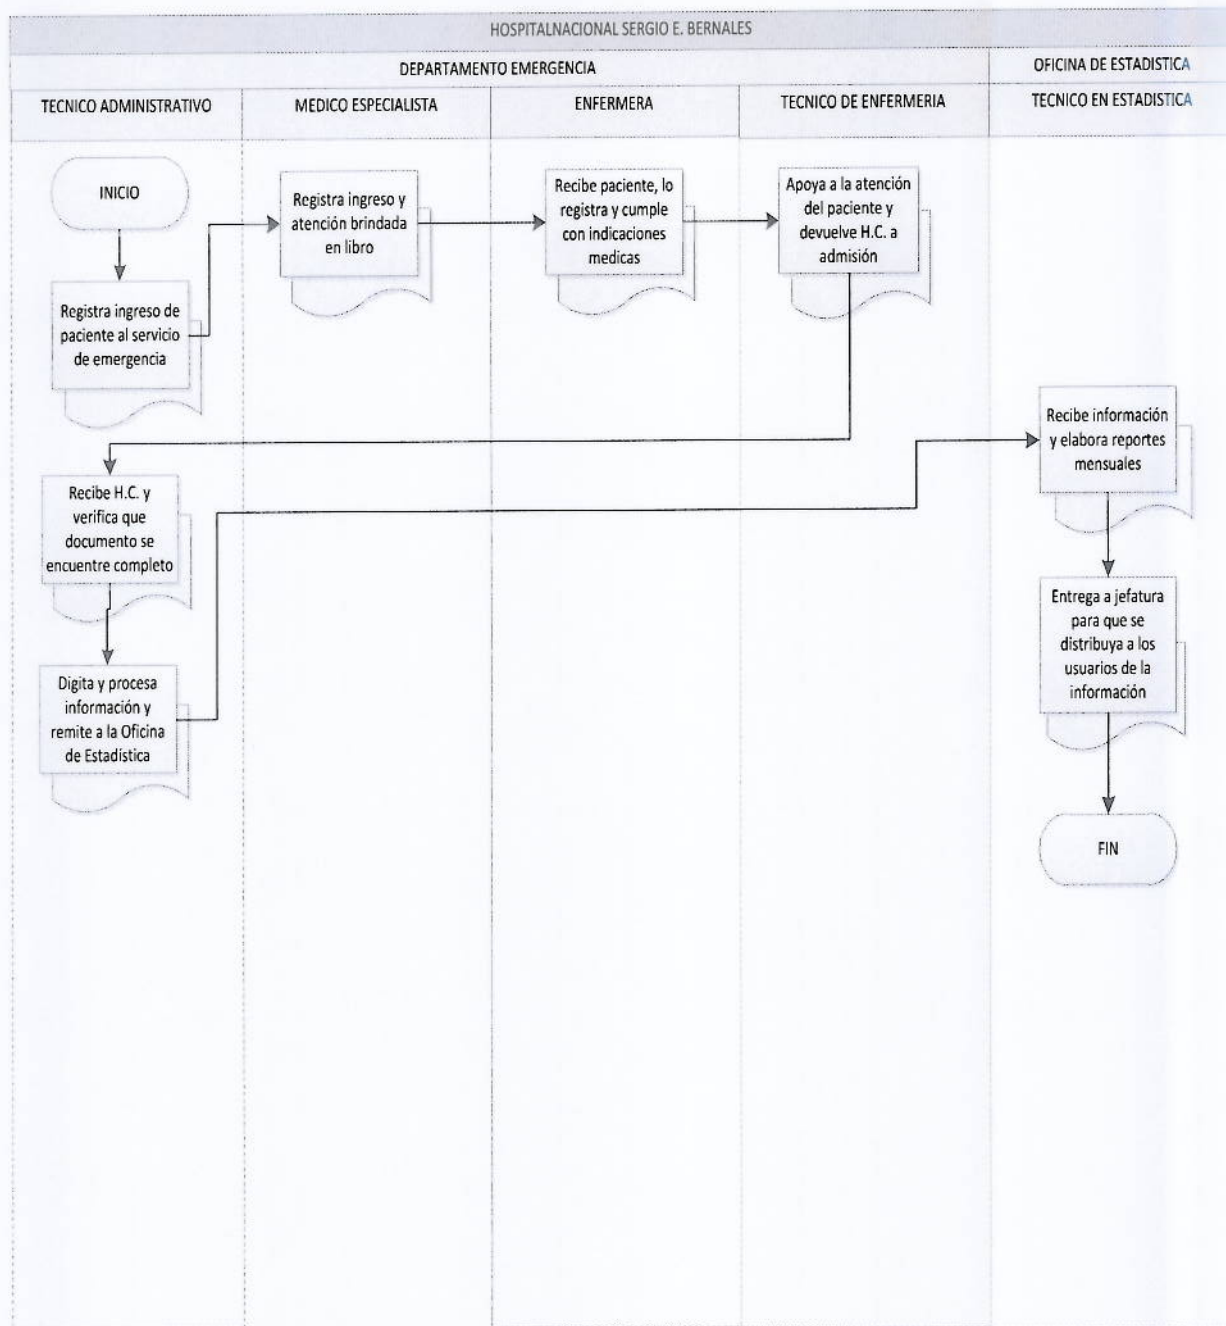 HOSPITALNACIONAL SERGIO E. BERNALES
DEPARTAMENTO EMERGENCIA
OFICINA DE ESTADISTICA
TECNICO ADMINISTRATIVO
MEDICO ESPECIALISTA
ENFERMERA
TECNICO DE ENFERMERIA
TECNICO EN ESTADISTICA
INICIO
Registra ingreso de
paciente al servicio
de emergencia
Registra ingreso y
atención brindada
en libro
Recibe paciente, lo
registra y cumple
con indicaciones
medicas
Apoya a la atención
del paciente y
devuelve H.C. a
admisión
Recibe H.C. y
verifica que
documento se
encuentre completo
Digita y procesa
información y
remite a la Oficina
de Estadística
Recibe información
y elabora reportes
mensuales
Entrega a jefatura
para que se
distribuya a los
usuarios de la
información
FIN